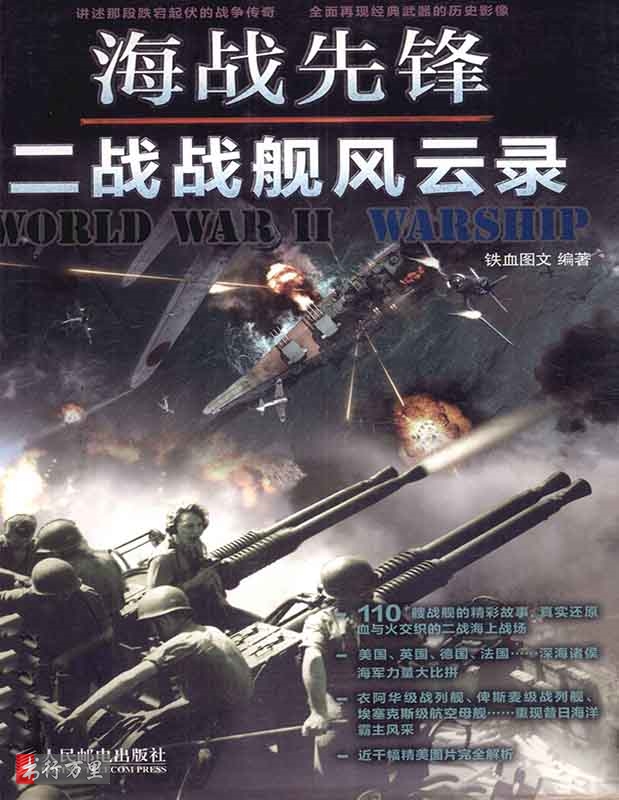 讲述那段跌宕起伏的战争传奇 全面再现经典武器的历史影像
海战先锋
二战战舰风云录
WORLD WAR II WARSHIP
铁血图文 编著
110+艘战舰的精彩故事，真实还原
血与火交织的二战海上战场
美国、英国、德国、法国……深海诸侯
海军力量大比拼
衣阿华级战列舰、俾斯麦级战列舰、
埃塞克斯级航空母舰……重现昔日海洋
霸主风采
近千幅精美图片完全解析
人民邮电出版社
COM PRESS
书行万里